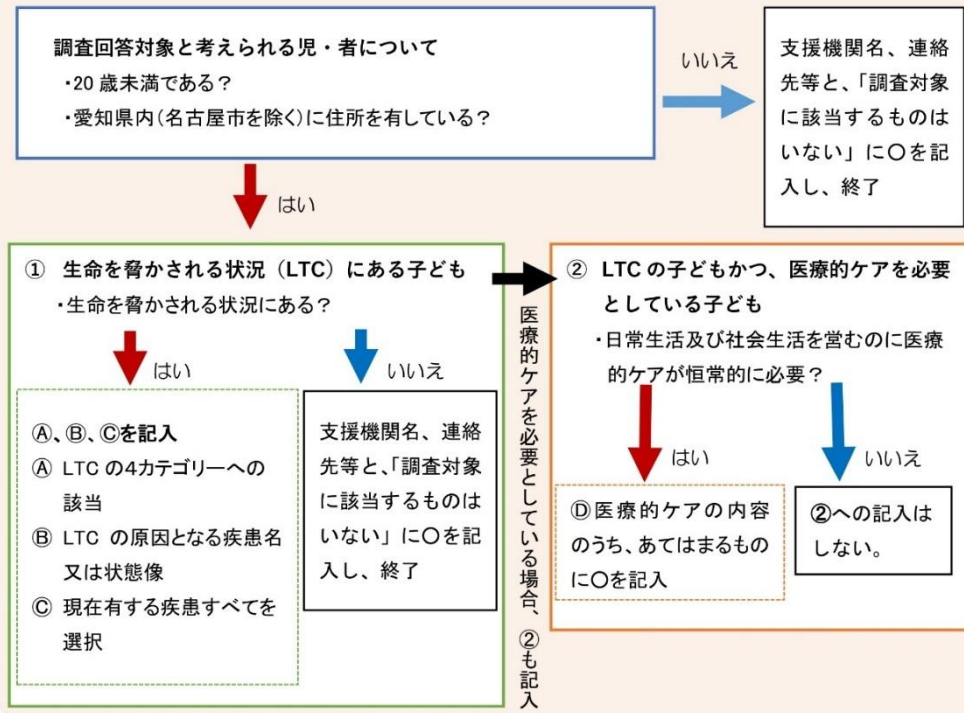 調査回答対象と考えられる児・者について
・20歳未満である？
・愛知県内（名古屋市を除く）に住所を有している？
いいえ
支援機関名、連絡
先等と、「調査対象
に該当するものは
いない」に〇を記
入し、終了
はい
① 生命を脅かされる状況（LTC）にある子ども
・生命を脅かされる状況にある？
はい
いいえ
Ⓐ、Ⓑ、Ⓒを記入
Ⓐ LTCの4カテゴリーへの
該当
Ⓑ LTCの原因となる疾患名
又は状態像
Ⓒ 現在有する疾患すべてを
選択
支援機関名、連絡
先等と、「調査対象
に該当するものは
いない」に〇を記
入し、終了
医療的ケアを必要としている場合、②も記入
② LTCの子どもかつ、医療的ケアを必要
としている子ども
・日常生活及び社会生活を営むのに医療
的ケアが恒常的に必要？
はい
いいえ
Ⓓ医療的ケアの内容
のうち、あてはまるもの
に〇を記入
②への記入は
しない。